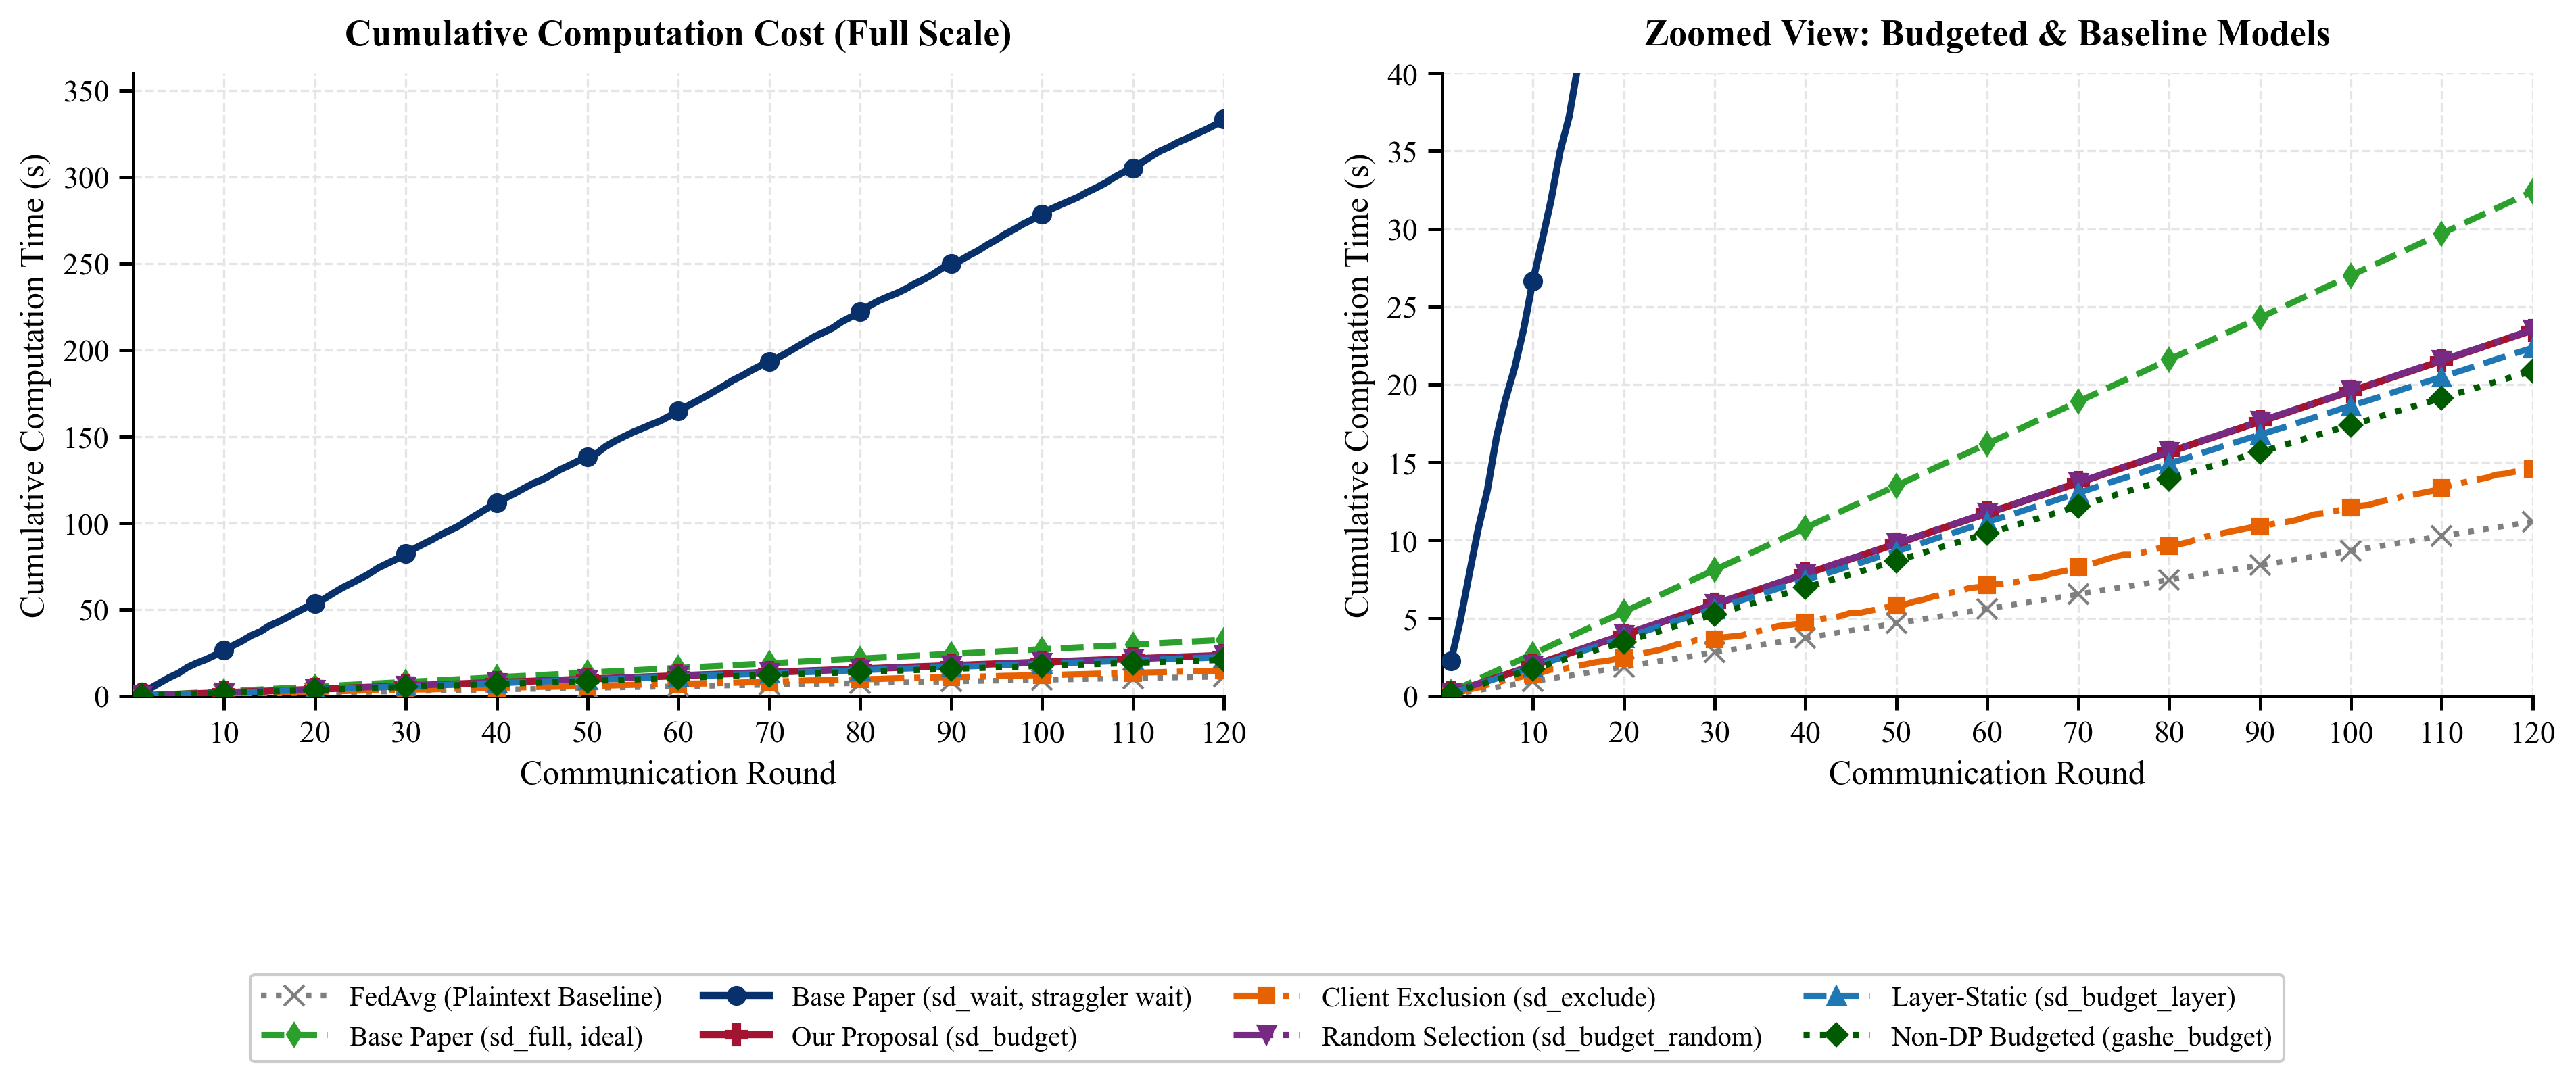 Cumulative Computation Cost (Full Scale)
Cumulative Computation Time (s)
350
300
250
200
150
100
50
0
10 20 30 40 50 60 70 80 90 100 110 120
Communication Round
Zoomed View: Budgeted & Baseline Models
Cumulative Computation Time (s)
40
35
30
25
20
15
10
5
0
10 20 30 40 50 60 70 80 90 100 110 120
Communication Round
FedAvg (Plaintext Baseline)
Base Paper (sd_full, ideal)
Base Paper (sd_wait, straggler wait)
Our Proposal (sd_budget)
Client Exclusion (sd_exclude)
Random Selection (sd_budget_random)
Layer-Static (sd_budget_layer)
Non-DP Budgeted (gashe_budget)